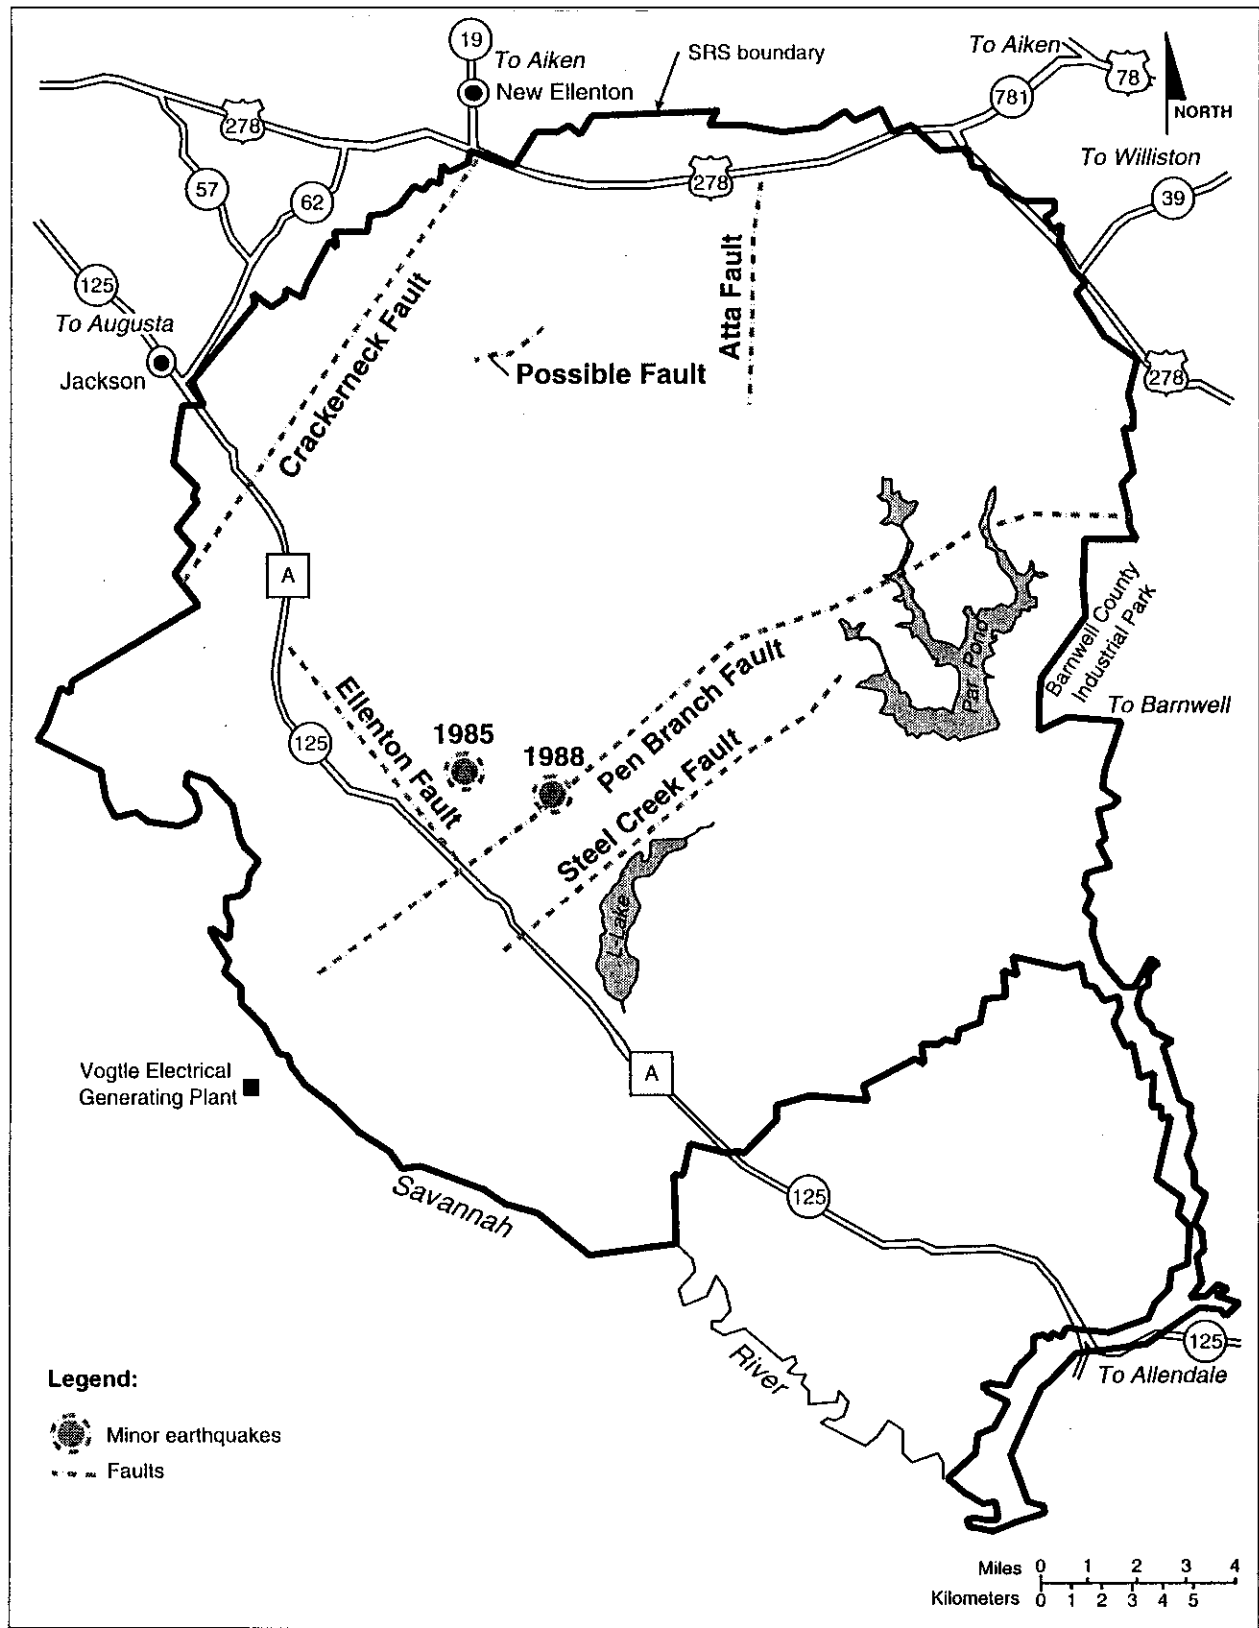 19
To Aiken
SRS boundary
To Aiken
78
New Ellenton
781
NORTH
278
To Williston
278
57
62
39
125
To Augusta
Crackerneck Fault
Atta Fault
Jackson
Possible Fault
278
A
Barnwell County
Industrial Park
Par Pond
Pen Branch Fault
To Barnwell
Ellenton Fault
1985
125
1988
Steel Creek Fault
L-Lake
Vogtle Electrical
Generating Plant
A
Savannah
125
River
125
To Allendale
Legend:
Minor earthquakes
Faults
Miles 0 1 2 3 4
Kilometers 0 1 2 3 4 5